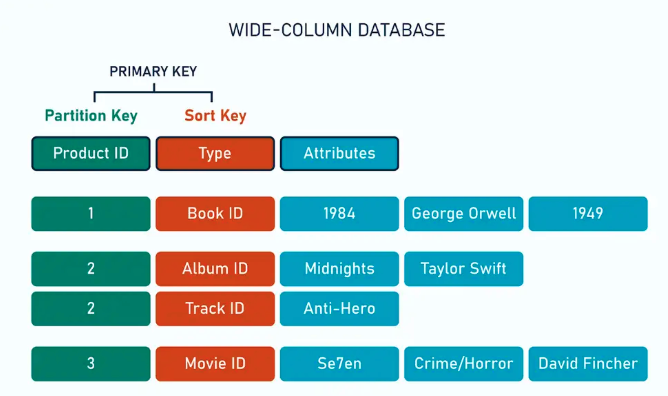 WIDE-COLUMN DATABASE
PRIMARY KEY
Partition Key Sort Key
Product ID Type Attributes
1 Book ID 1984 George Orwell 1949
2 Album ID Midnights Taylor Swift
2 Track ID Anti-Hero
3 Movie ID Se7en Crime/Horror David Fincher